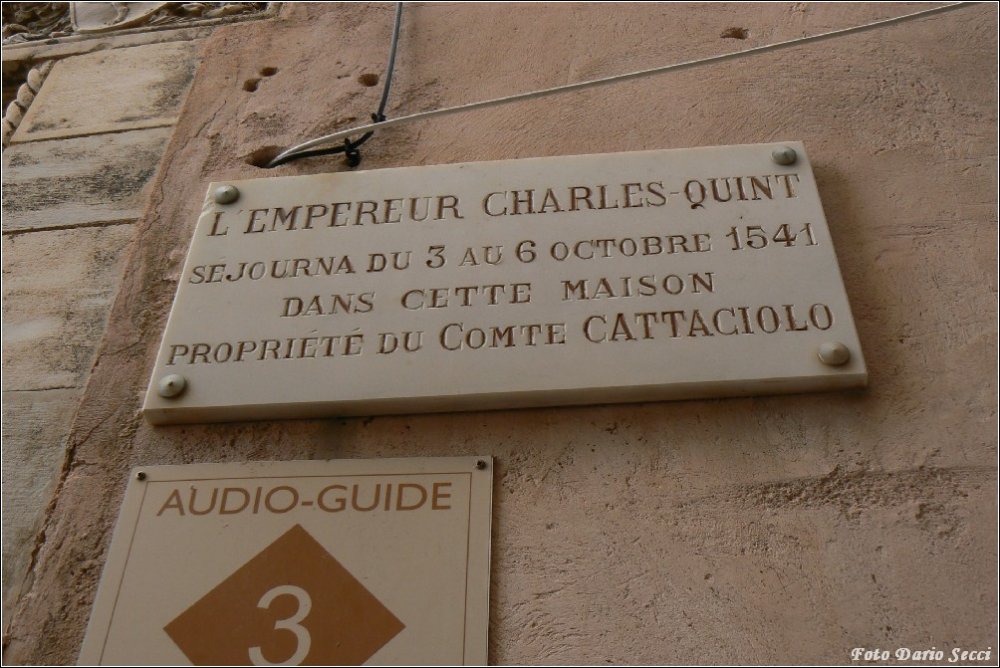 L'EMPEREUR CHARLES-QUINT
SÉJOURNA DU 3 AU 6 OCTOBRE 1541
DANS CETTE MAISON
PROPRIÉTÉ DU COMTE CATTACIOLO
AUDIO-GUIDE
3
Foto Dario Secci